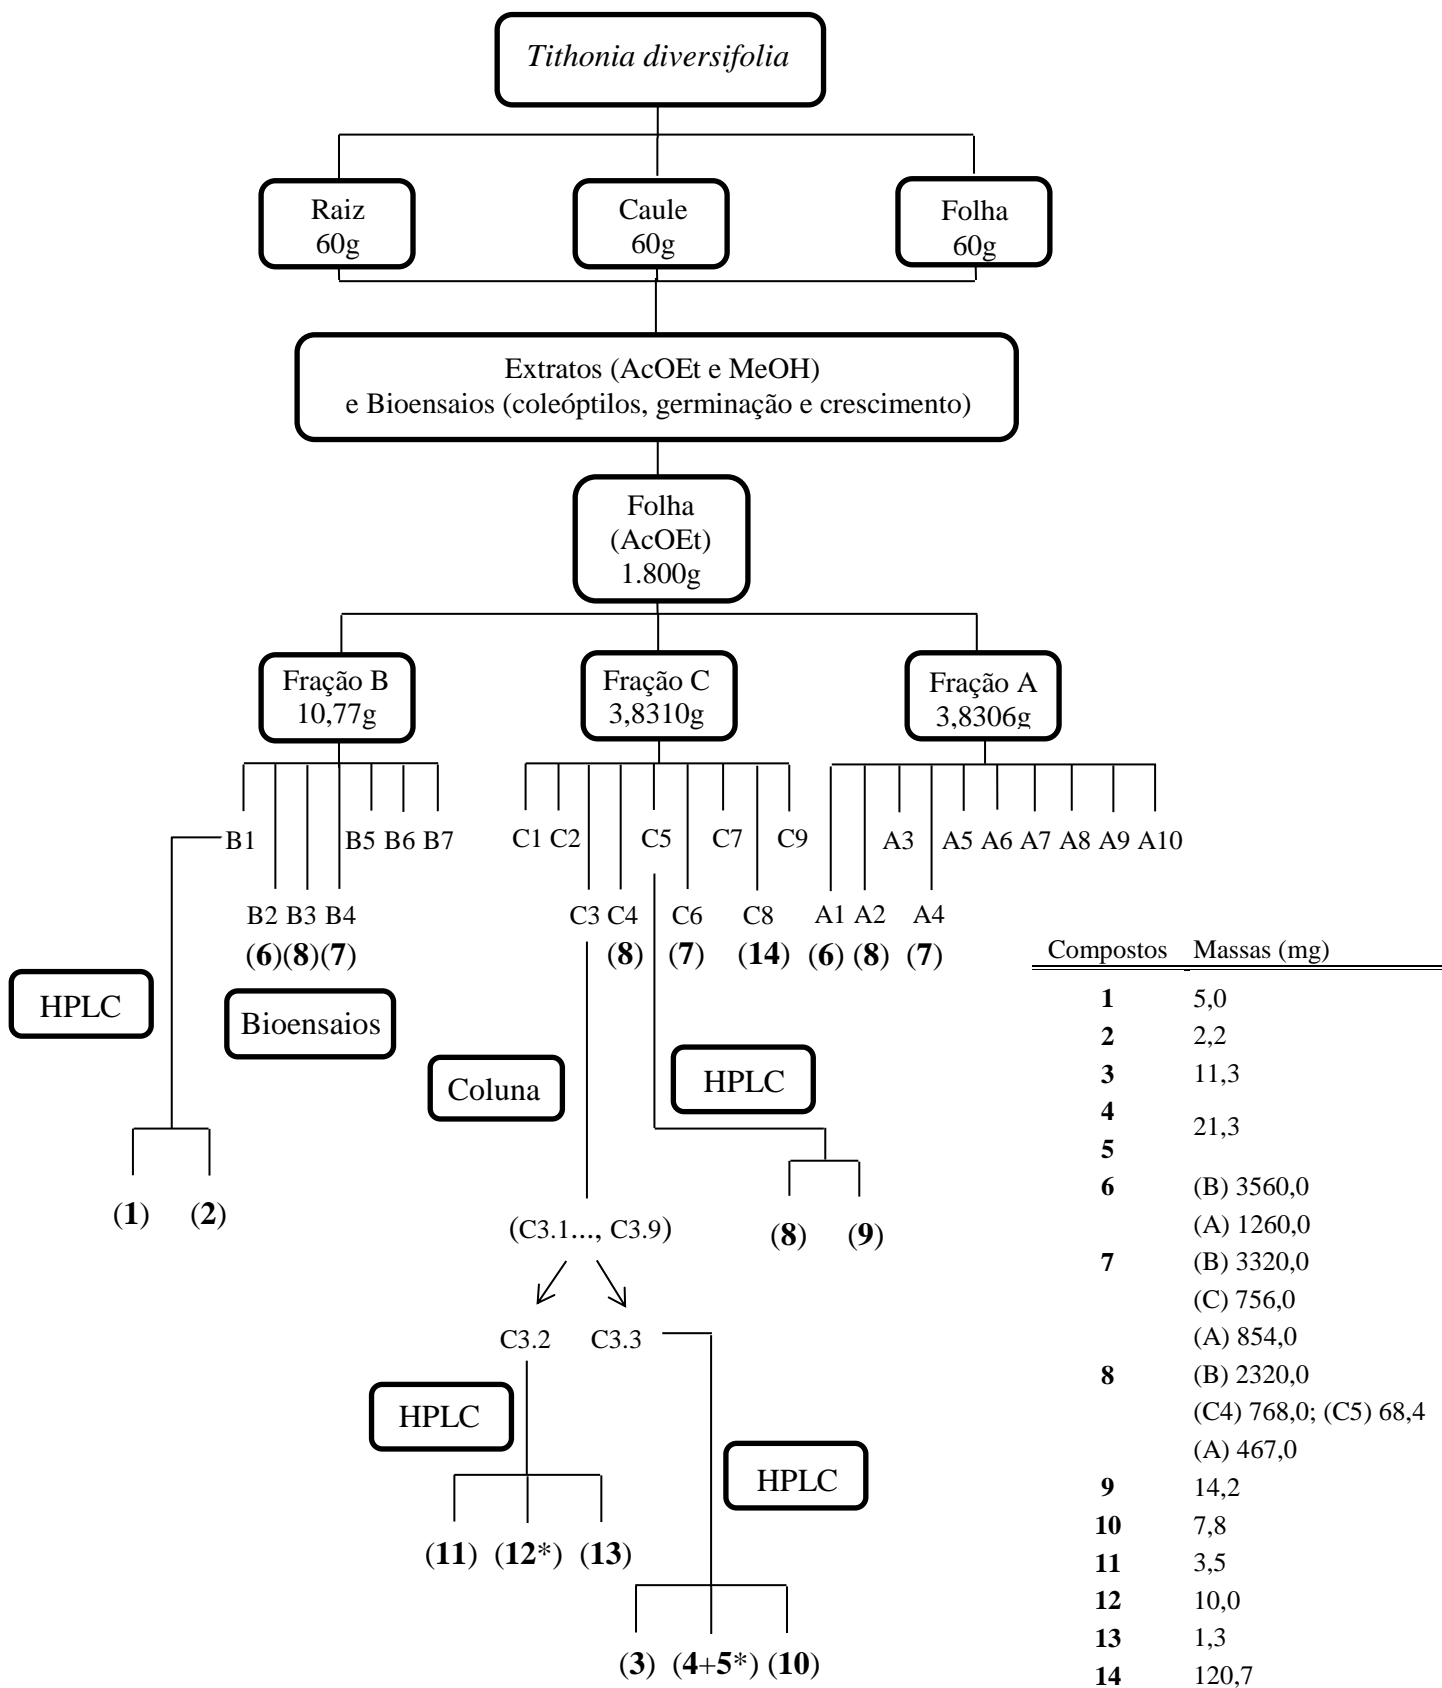 Tithonia diversifolia
Raiz
60g
Caule
60g
Folha
60g
Extratos (AcOEt e MeOH)
e Bioensaios (coleóptilos, germinação e crescimento)
Folha
(AcOEt)
1.800g
Fração B
10,77g
Fração C
3,8310g
Fração A
3,8306g
B1
B5 B6 B7
C1 C2
C5
C7
C9
A3
A5 A6 A7 A8 A9 A10
B2 B3 B4
C3 C4
C6
C8
A1 A2
A4
(6)(8)(7)
(8)
(7)
(14)
(6) (8)
(7)
HPLC
Bioensaios
Coluna
HPLC
(1)
(2)
(C3.1..., C3.9)
(8)
(9)
C3.2
C3.3
HPLC
HPLC
(11) (12*) (13)
(3) (4+5*) (10)
Compostos Massas (mg)
1 5,0
2 2,2
3 11,3
4
21,3
5
6 (B) 3560,0
(A) 1260,0
7 (B) 3320,0
(C) 756,0
(A) 854,0
8 (B) 2320,0
(C4) 768,0; (C5) 68,4
(A) 467,0
9 14,2
10 7,8
11 3,5
12 10,0
13 1,3
14 120,7